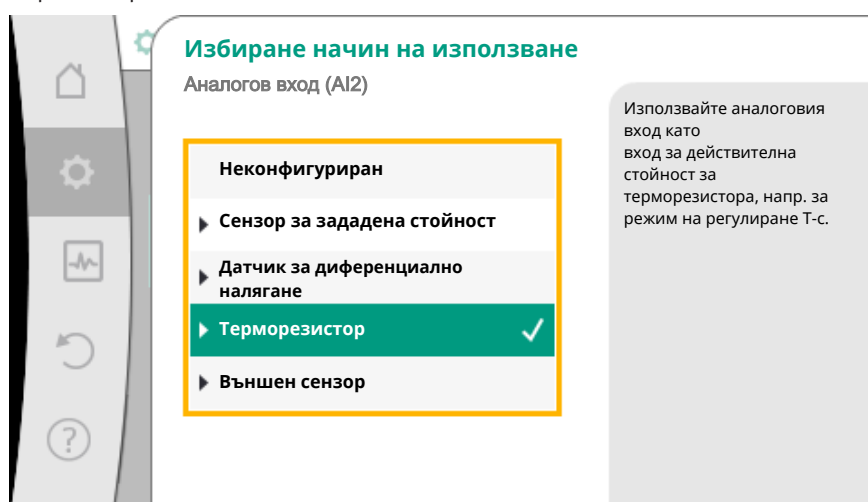 Избиране начин на използване
Аналогов вход (AI2)
Неконфигуриран
Сензор за зададена стойност
Датчик за диференциално
налягане
Терморезистор
Външен сензор
Използвайте аналоговия
вход като
вход за действителна
стойност за
терморезистора, напр. за
режим на регулиране T-c.
?